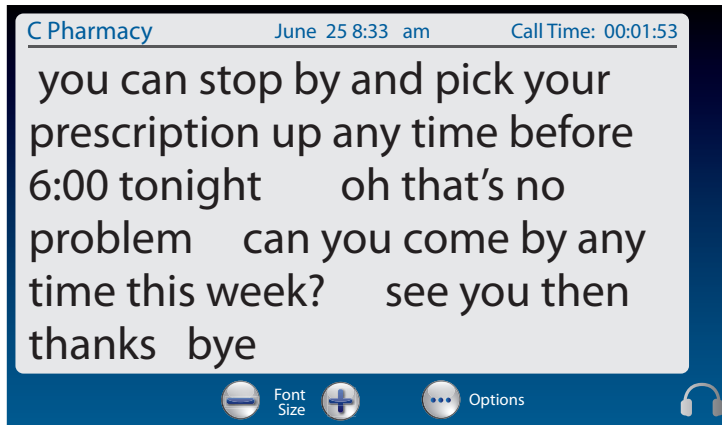 C Pharmacy June 25 8:33 am Call Time: 00:01:53
you can stop by and pick your
prescription up any time before
6:00 tonight oh that’s no
problem can you come by any
time this week? see you then
thanks bye
Font Size Options